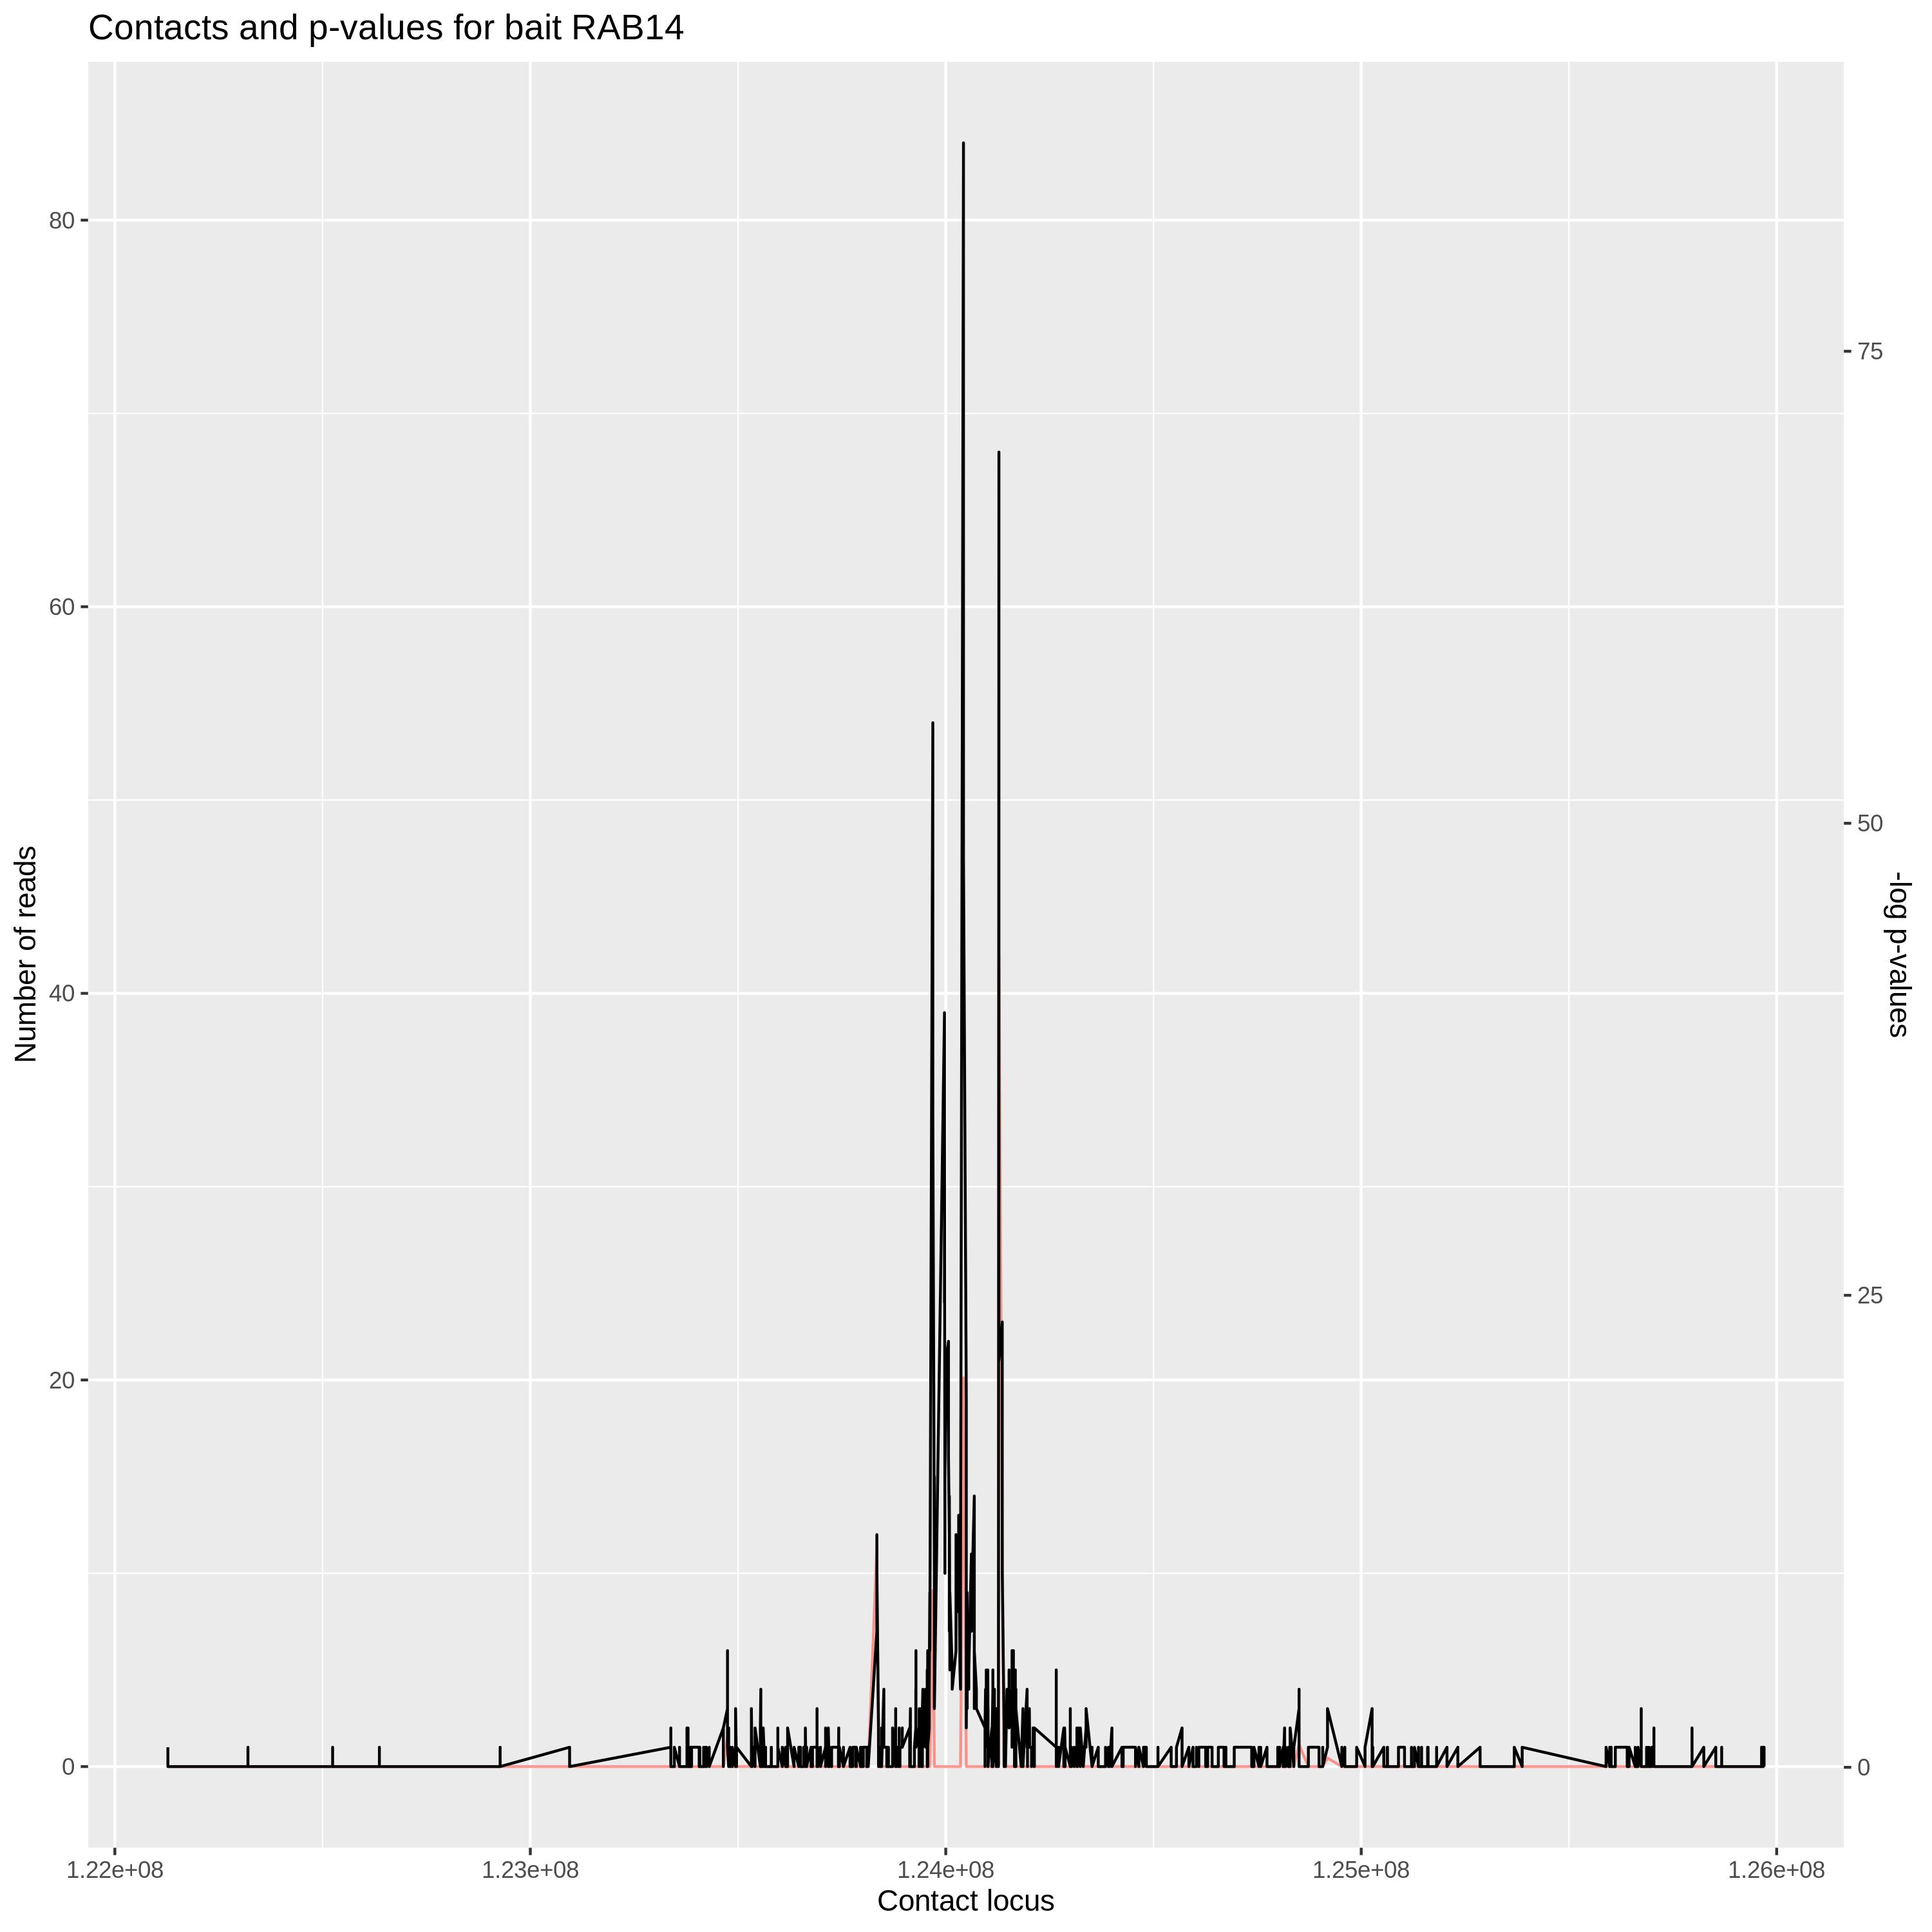 Contacts and p-values for bait RAB14
80
60
40
20
0
Number of reads
75
50
25
0
-log p-values
1.22e+08
1.23e+08
1.24e+08
1.25e+08
1.26e+08
Contact locus